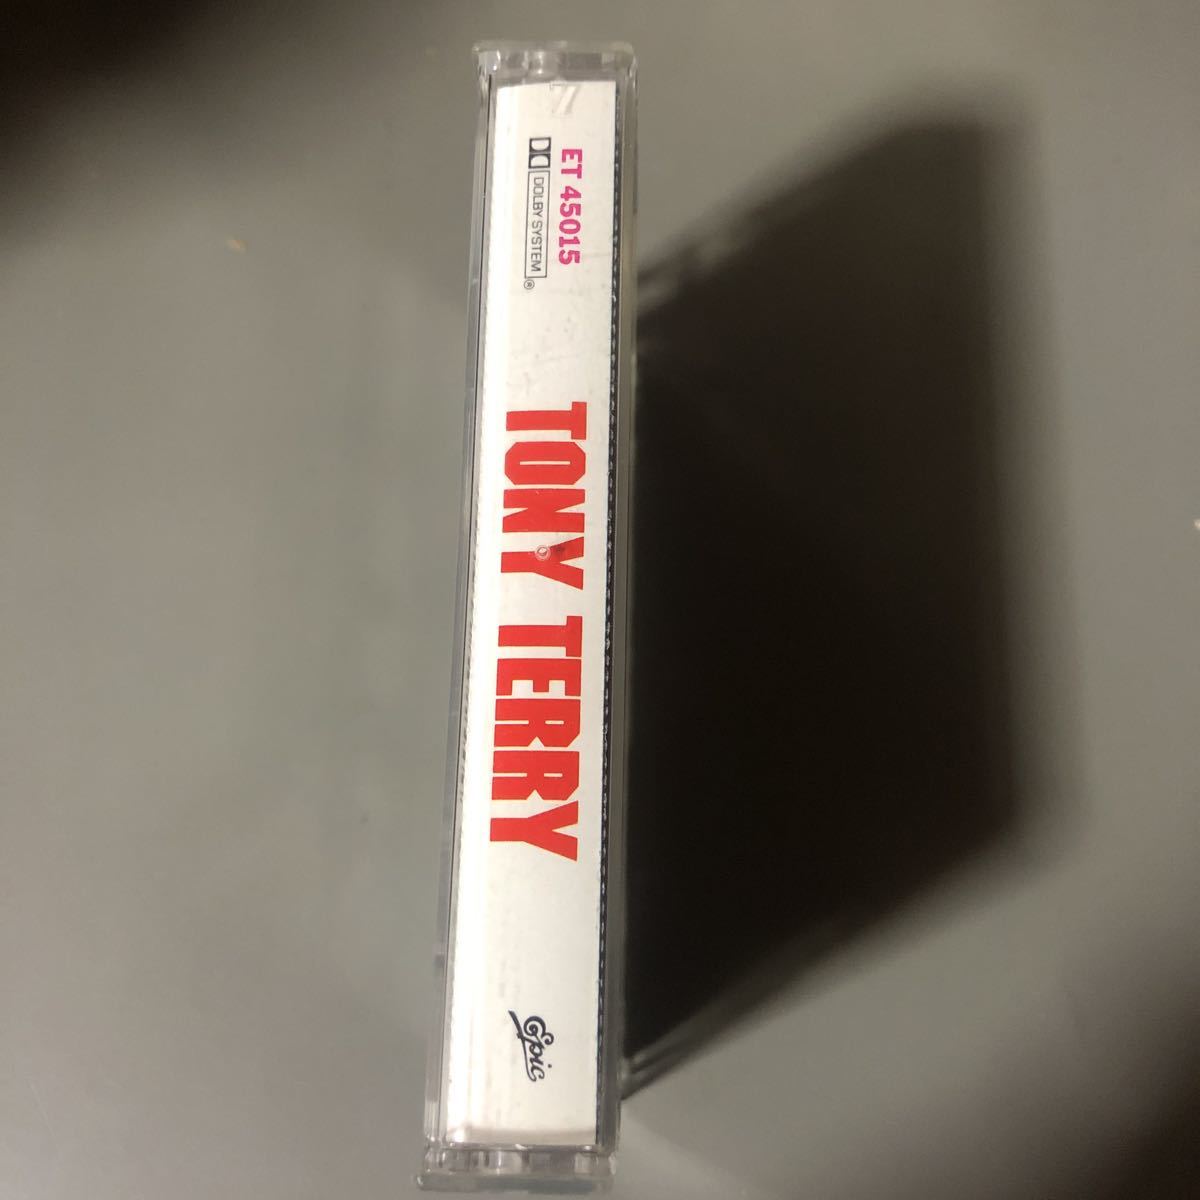 ET 45015
DOLBY SYSTEM ®
TONY TERRY
Epic